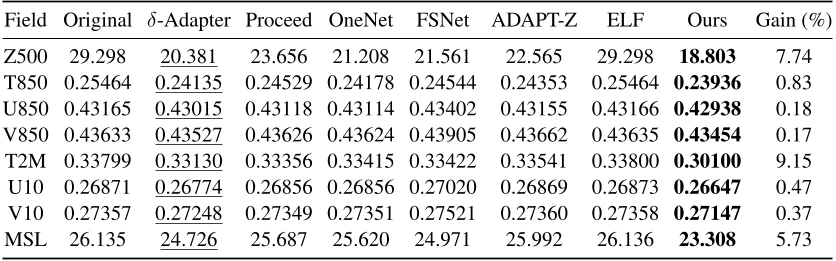 Field Original δ-Adapter Proceed OneNet FSNet ADAPT-Z ELF Ours Gain (%)
Z500 29.298 20.381 23.656 21.208 21.561 22.565 29.298 18.803 7.74
T850 0.25464 0.24135 0.24529 0.24178 0.24544 0.24353 0.25464 0.23936 0.83
U850 0.43165 0.43015 0.43118 0.43114 0.43402 0.43155 0.43166 0.42938 0.18
V850 0.43633 0.43527 0.43626 0.43624 0.43905 0.43662 0.43635 0.43454 0.17
T2M 0.33799 0.33130 0.33356 0.33415 0.33422 0.33541 0.33800 0.30100 9.15
U10 0.26871 0.26774 0.26856 0.26856 0.27020 0.26869 0.26873 0.26647 0.47
V10 0.27357 0.27248 0.27349 0.27351 0.27521 0.27360 0.27358 0.27147 0.37
MSL 26.135 24.726 25.687 25.620 24.971 25.992 26.136 23.308 5.73